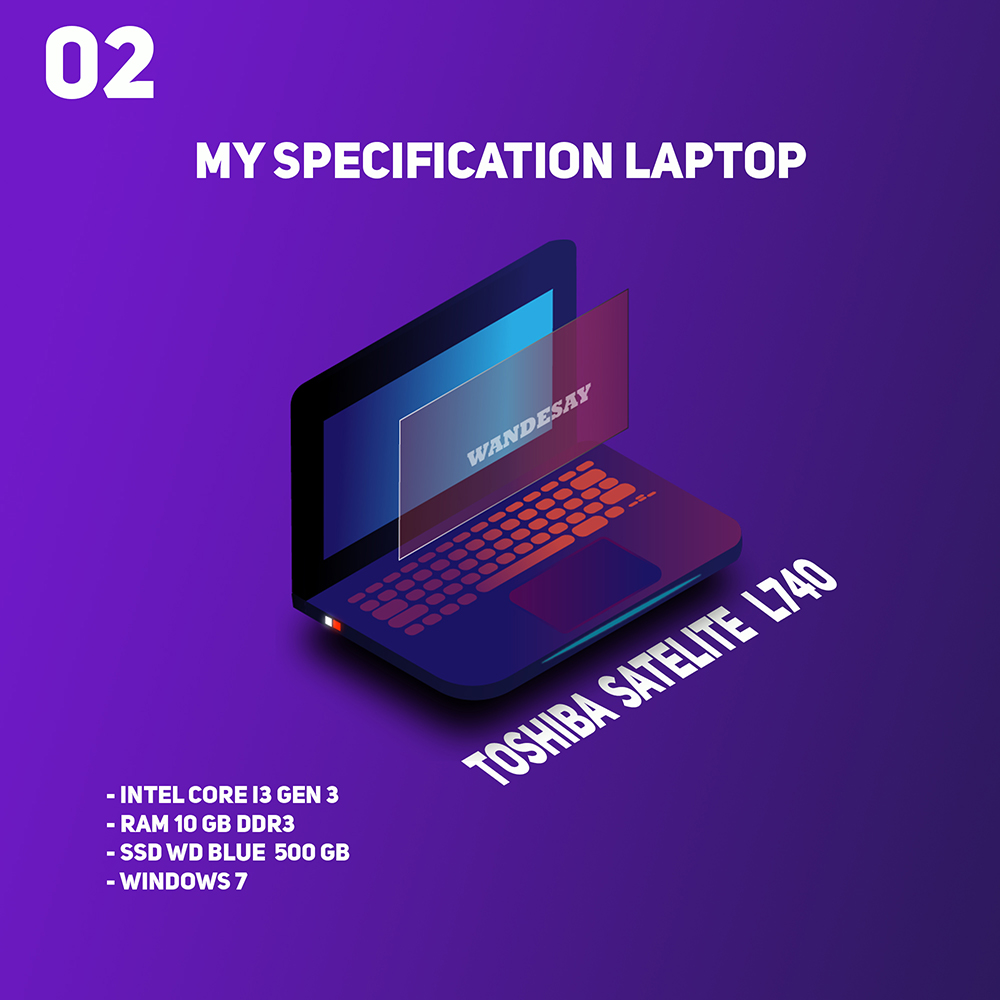 02
MY SPECIFICATION LAPTOP
WANDESAY
TOSHIBA SATELITE L740
- INTEL CORE I3 GEN 3
- RAM 10 GB DDR3
- SSD WD BLUE 500 GB
- WINDOWS 7